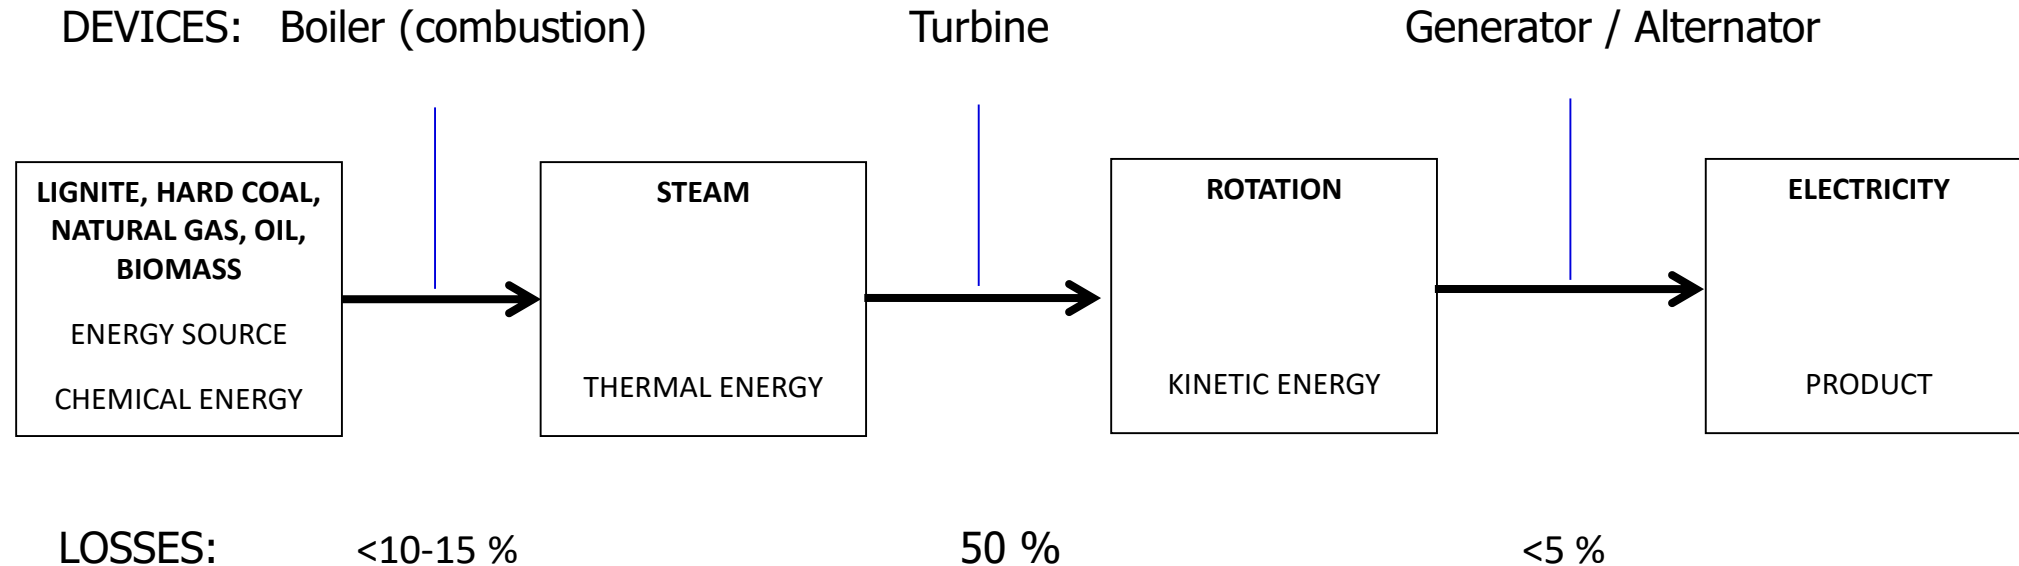 DEVICES: Boiler (combustion) Turbine Generator / Alternator
LIGNITE, HARD COAL,
NATURAL GAS, OIL,
BIOMASS
ENERGY SOURCE
CHEMICAL ENERGY
STEAM
THERMAL ENERGY
ROTATION
KINETIC ENERGY
ELECTRICITY
PRODUCT
LOSSES: <10-15 % 50 % <5 %